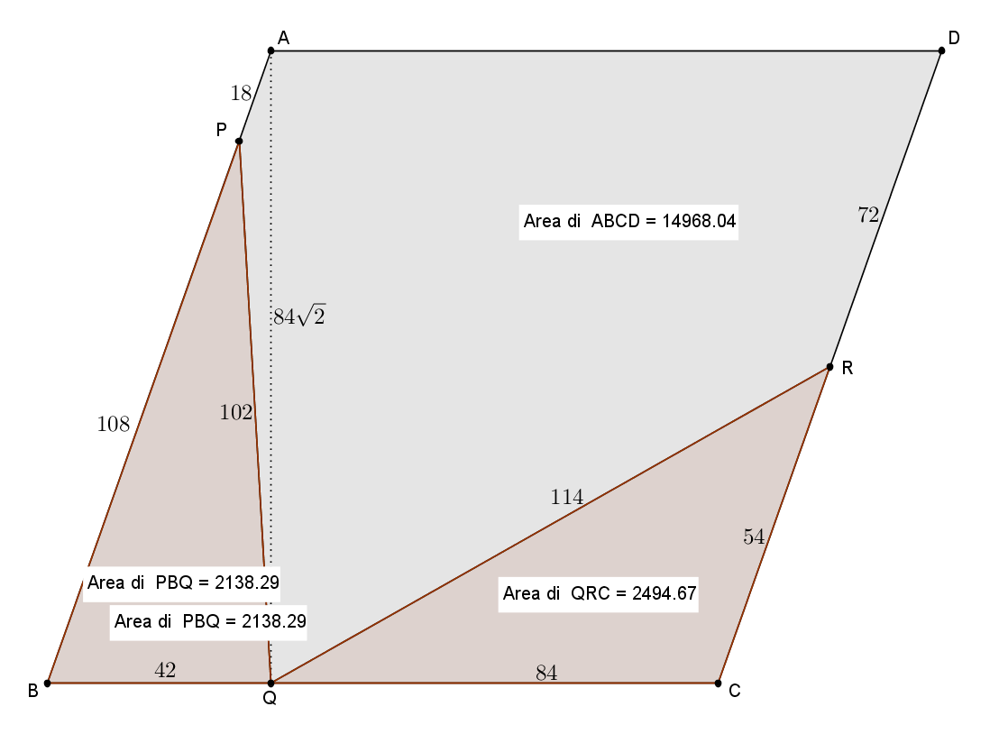 A
D
18
P
72
Area di  ABCD = 14968.04
84√2
R
102
108
114
54
Area di  PBQ = 2138.29
Area di  QRC = 2494.67
Area di  PBQ = 2138.29
42
84
B
Q
C